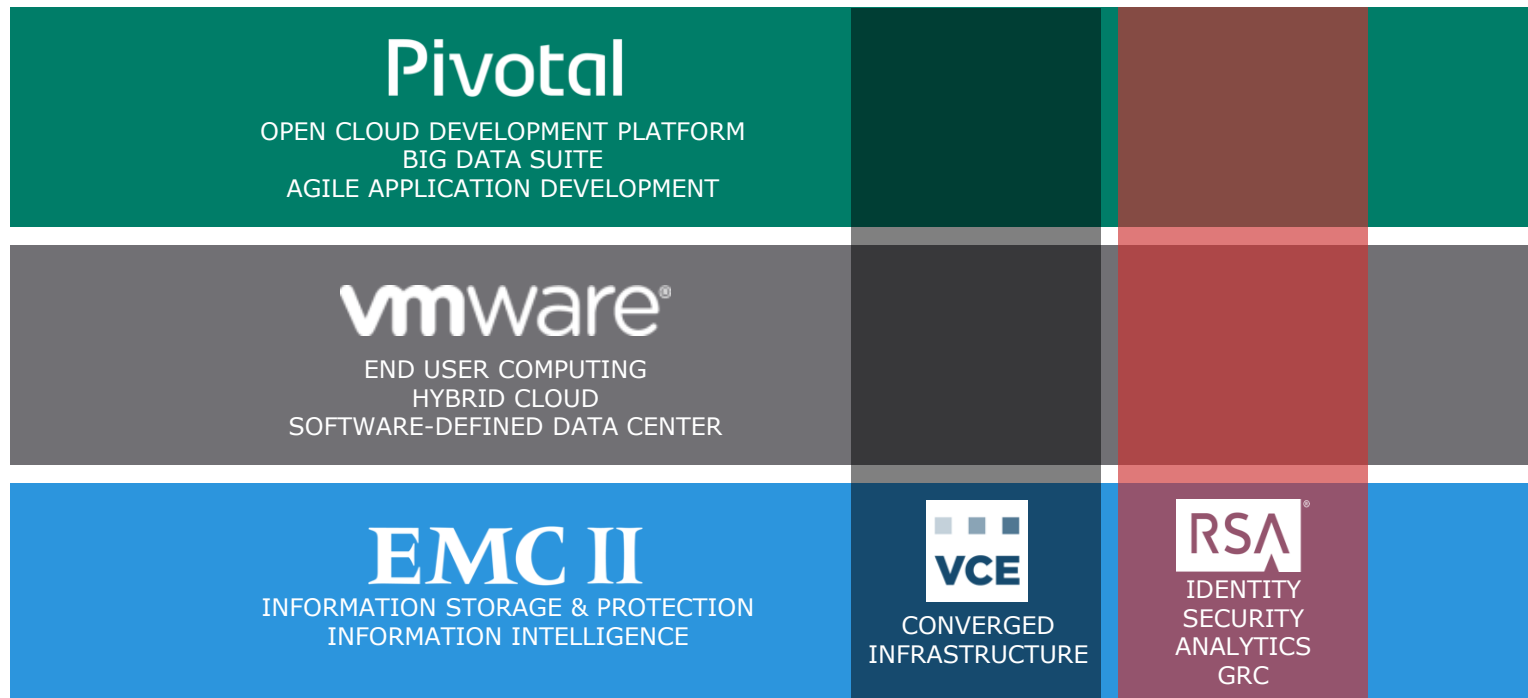 Pivotal
OPEN CLOUD DEVELOPMENT PLATFORM
BIG DATA SUITE
AGILE APPLICATION DEVELOPMENT
vmware®
END USER COMPUTING
HYBRID CLOUD
SOFTWARE-DEFINED DATA CENTER
EMC II
INFORMATION STORAGE & PROTECTION
INFORMATION INTELLIGENCE
VCE
CONVERGED
INFRASTRUCTURE
RSA®
IDENTITY
SECURITY
ANALYTICS
GRC